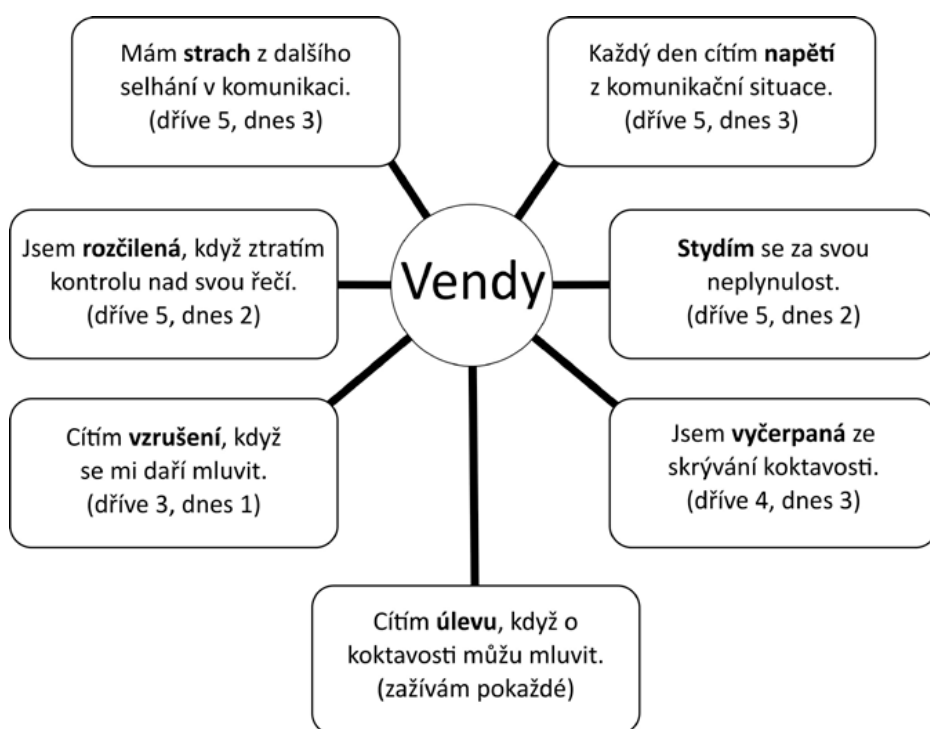 Mám strach z dalšího
selhání v komunikaci.
(dříve 5, dnes 3)
Každý den cítím napětí
z komunikační situace.
(dříve 5, dnes 3)
Jsem rozčilená, když ztratím
kontrolu nad svou řečí.
(dříve 5, dnes 2)
Vendy
Stydím se za svou
neplynulost.
(dříve 5, dnes 2)
Cítím vzrušení, když
se mi daří mluvit.
(dříve 3, dnes 1)
Jsem vyčerpaná ze
skrývání koktavosti.
(dříve 4, dnes 3)
Cítím úlevu, když o
koktavosti můžu mluvit.
(zažívám pokaždé)